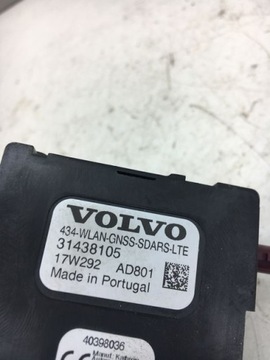 VOLVO
434-WLAN-GNSS-SDARS-LTE
31438105
17W292 AD801
Made in Portugal
40398036